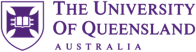 THE UNIVERSITY
OF QUEENSLAND
AUSTRALIA